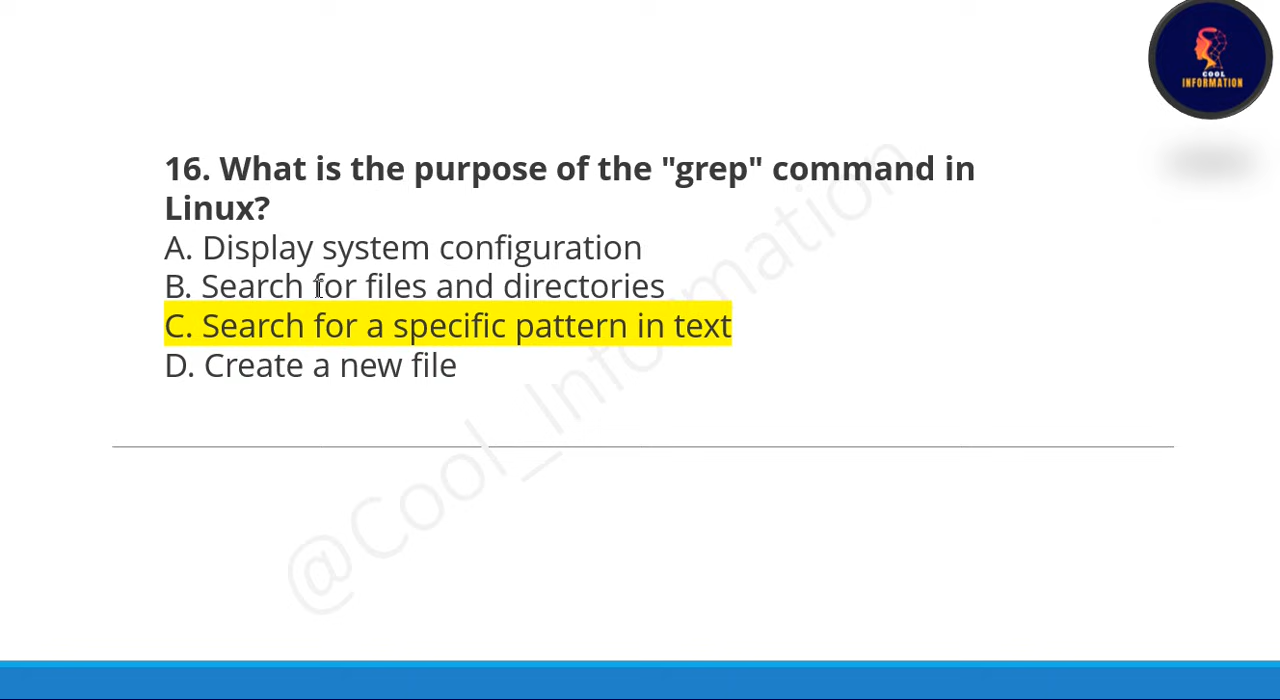 COOL
INFORMATION
16. What is the purpose of the "grep" command in
Linux?
A. Display system configuration
B. Search for files and directories
C. Search for a specific pattern in text
D. Create a new file
@Cool_Information